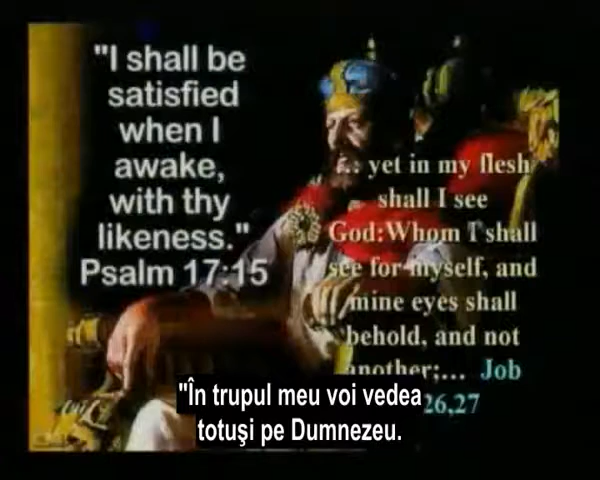 "I shall be
satisfied
when I
awake,
with thy
likeness."
Psalm 17:15
... yet in my flesh
shall I see
God:Whom I shall
see for myself, and
mine eyes shall
behold, and not
another;... Job
26,27
"În trupul meu voi vedea
totuşi pe Dumnezeu.